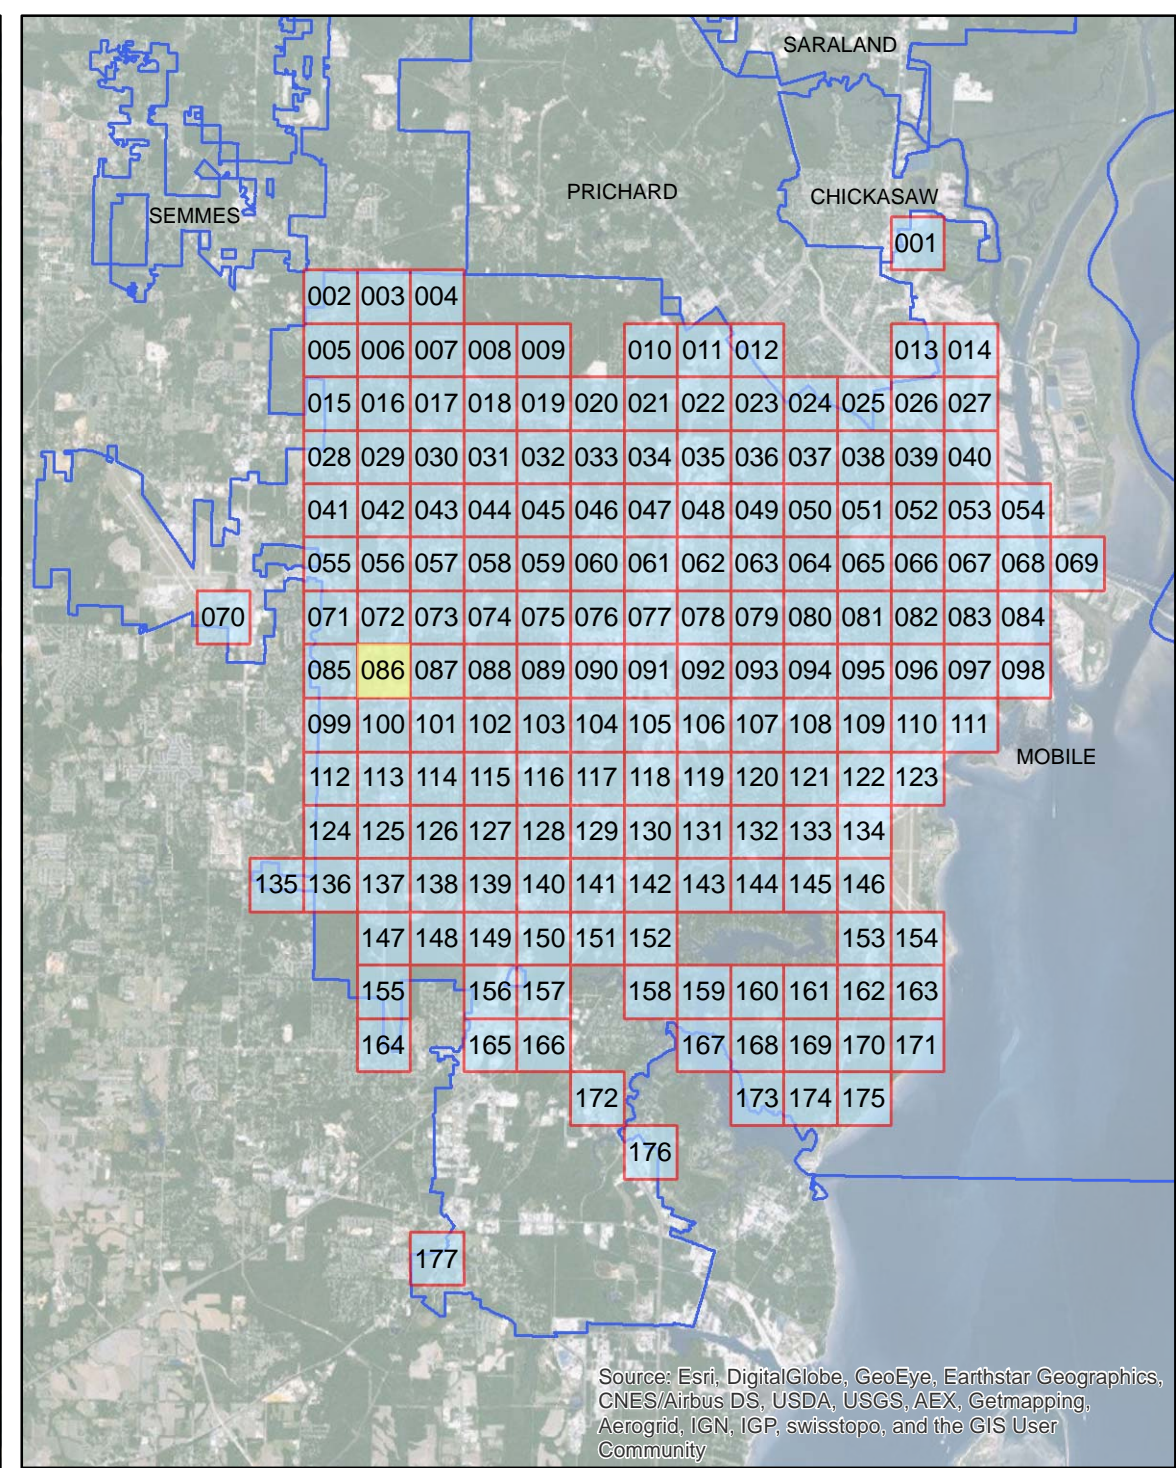 SARALAND
PRICHARD
CHICKASAW
SEMMES
001
002 003 004
005 006 007 008 009 010 011 012 013 014
015 016 017 018 019 020 021 022 023 024 025 026 027
028 029 030 031 032 033 034 035 036 037 038 039 040
041 042 043 044 045 046 047 048 049 050 051 052 053 054
055 056 057 058 059 060 061 062 063 064 065 066 067 068 069
070 071 072 073 074 075 076 077 078 079 080 081 082 083 084
085 086 087 088 089 090 091 092 093 094 095 096 097 098
099 100 101 102 103 104 105 106 107 108 109 110 111
MOBILE
112 113 114 115 116 117 118 119 120 121 122 123
124 125 126 127 128 129 130 131 132 133 134
135 136 137 138 139 140 141 142 143 144 145 146
147 148 149 150 151 152 153 154
155 156 157 158 159 160 161 162 163
164 165 166 167 168 169 170 171
172 173 174 175
176
177
Source: Esri, DigitalGlobe, GeoEye, Earthstar Geographics,
CNES/Airbus DS, USDA, USGS, AEX, Getmapping,
Aerogrid, IGN, IGP, swisstopo, and the GIS User
Community